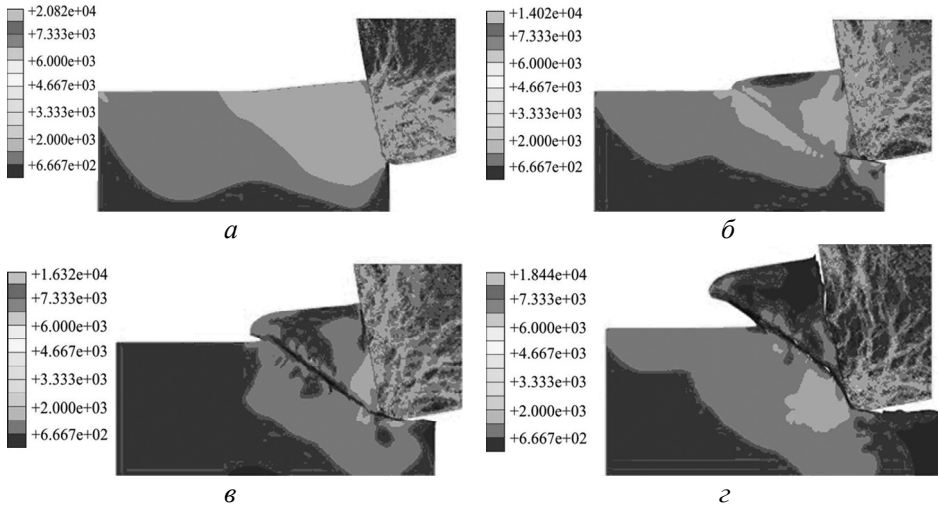 +2.082e+04
+7.333e+03
+6.000e+03
+4.667e+03
+3.333e+03
+2.000e+03
+6.667e+02
а
+1.402e+04
+7.333e+03
+6.000e+03
+4.667e+03
+3.333e+03
+2.000e+03
+6.667e+02
б
+1.632e+04
+7.333e+03
+6.000e+03
+4.667e+03
+3.333e+03
+2.000e+03
+6.667e+02
в
+1.844e+04
+7.333e+03
+6.000e+03
+4.667e+03
+3.333e+03
+2.000e+03
+6.667e+02
г